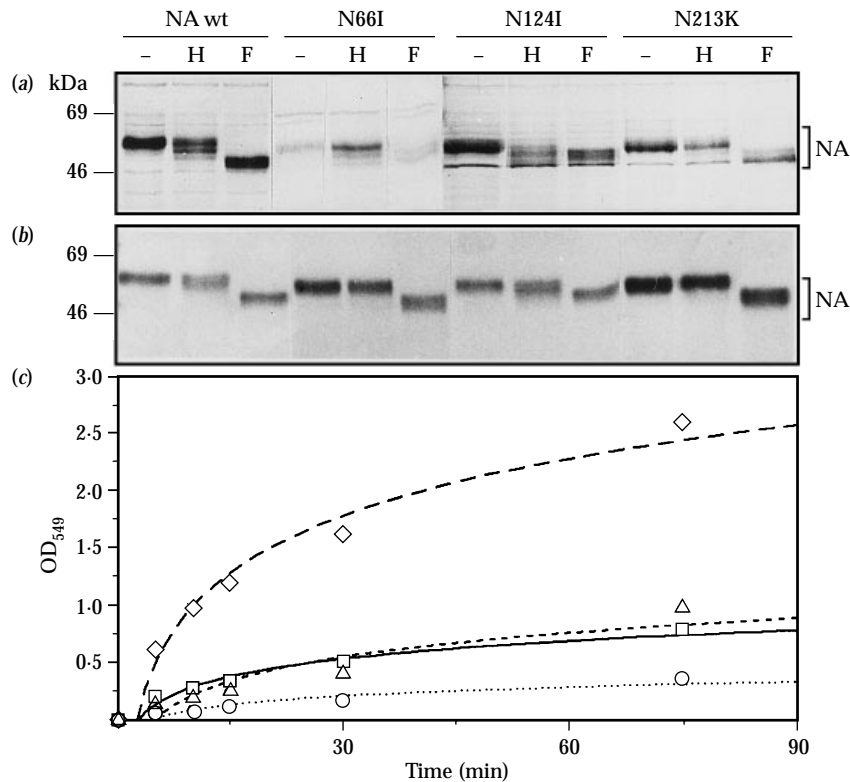 NA wt N66I N124I N213K
– H F – H F – H F – H F
(a) kDa
69
46
NA
(b)
69
46
NA
(c)
3·0
2·5
2·0
1·5
1·0
0·5
OD549
30 60 90
Time (min)